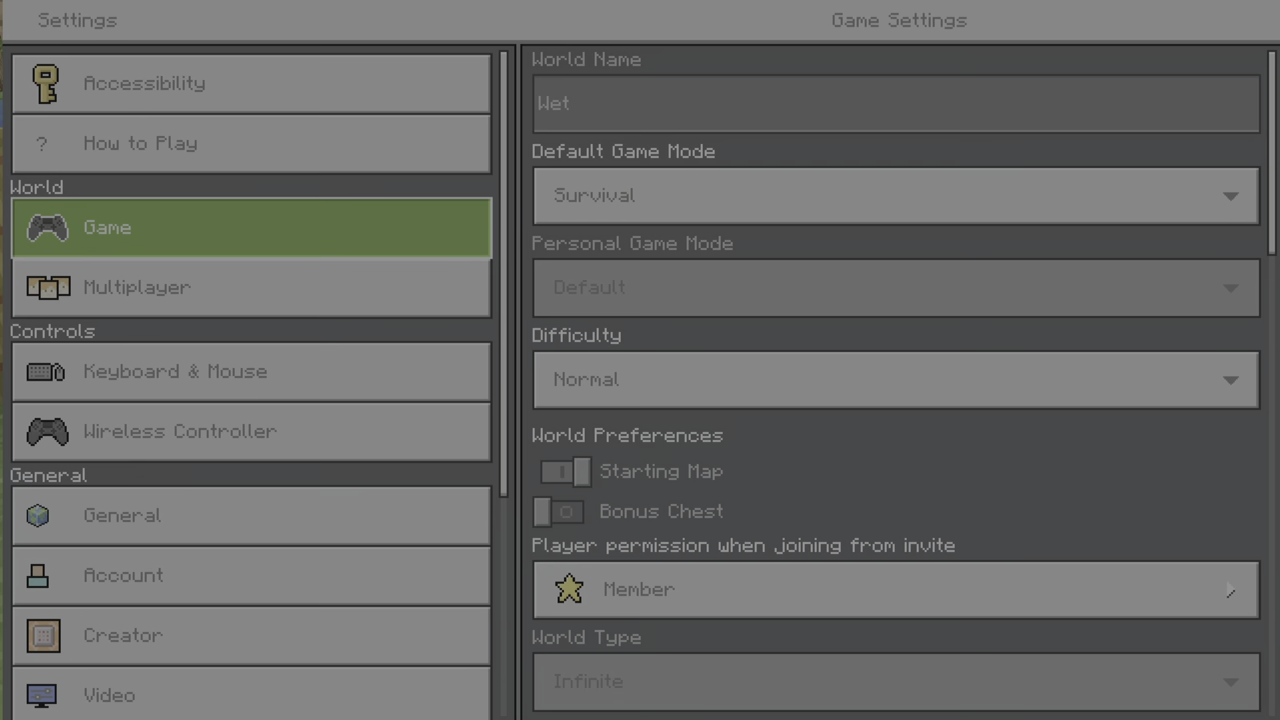 Settings
Game Settings
Accessibility
? How to Play
World
Game
Multiplayer
Controls
Keyboard & Mouse
Wireless Controller
General
General
Account
Creator
Video
World Name
Wet
Default Game Mode
Survival
Personal Game Mode
Default
Difficulty
Normal
World Preferences
Starting Map
Bonus Chest
Player permission when joining from invite
Member
World Type
Infinite